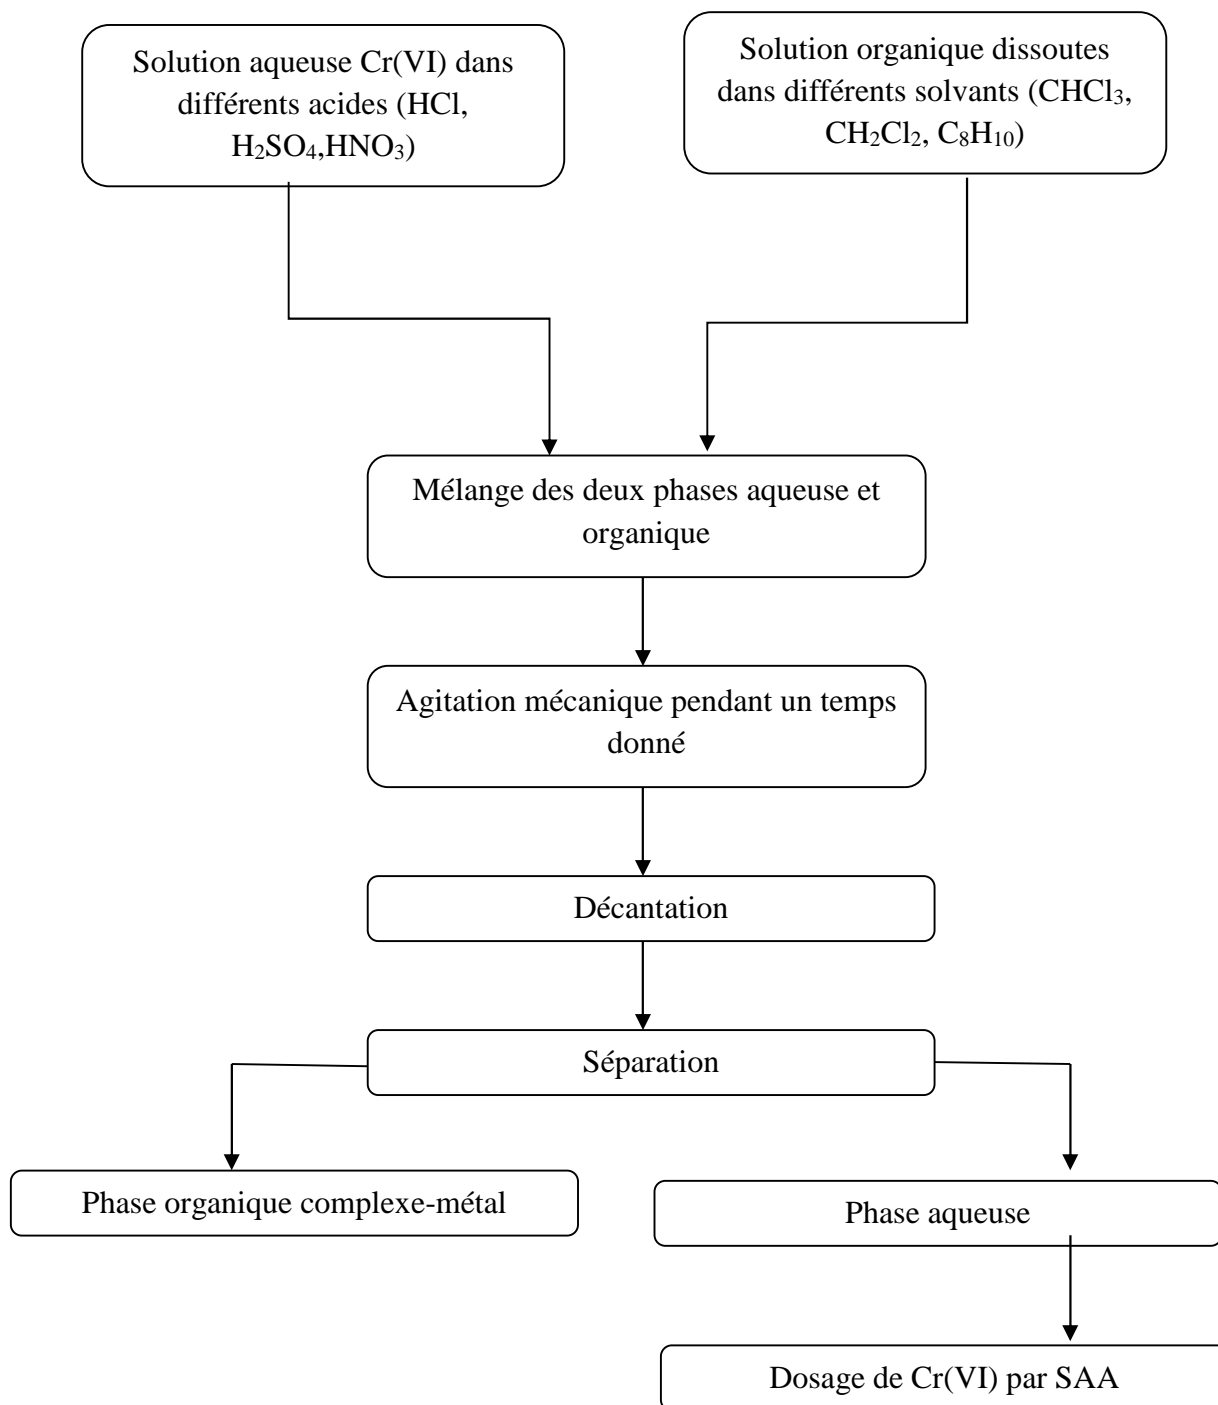 Solution aqueuse Cr(VI) dans
différents acides (HCl,
H₂SO₄,HNO₃)
Solution organique dissoutes
dans différents solvants (CHCl₃,
CH₂Cl₂, C₈H₁₀)
Mélange des deux phases aqueuse et
organique
Agitation mécanique pendant un temps
donné
Décantation
Séparation
Phase organique complexe-métal
Phase aqueuse
Dosage de Cr(VI) par SAA